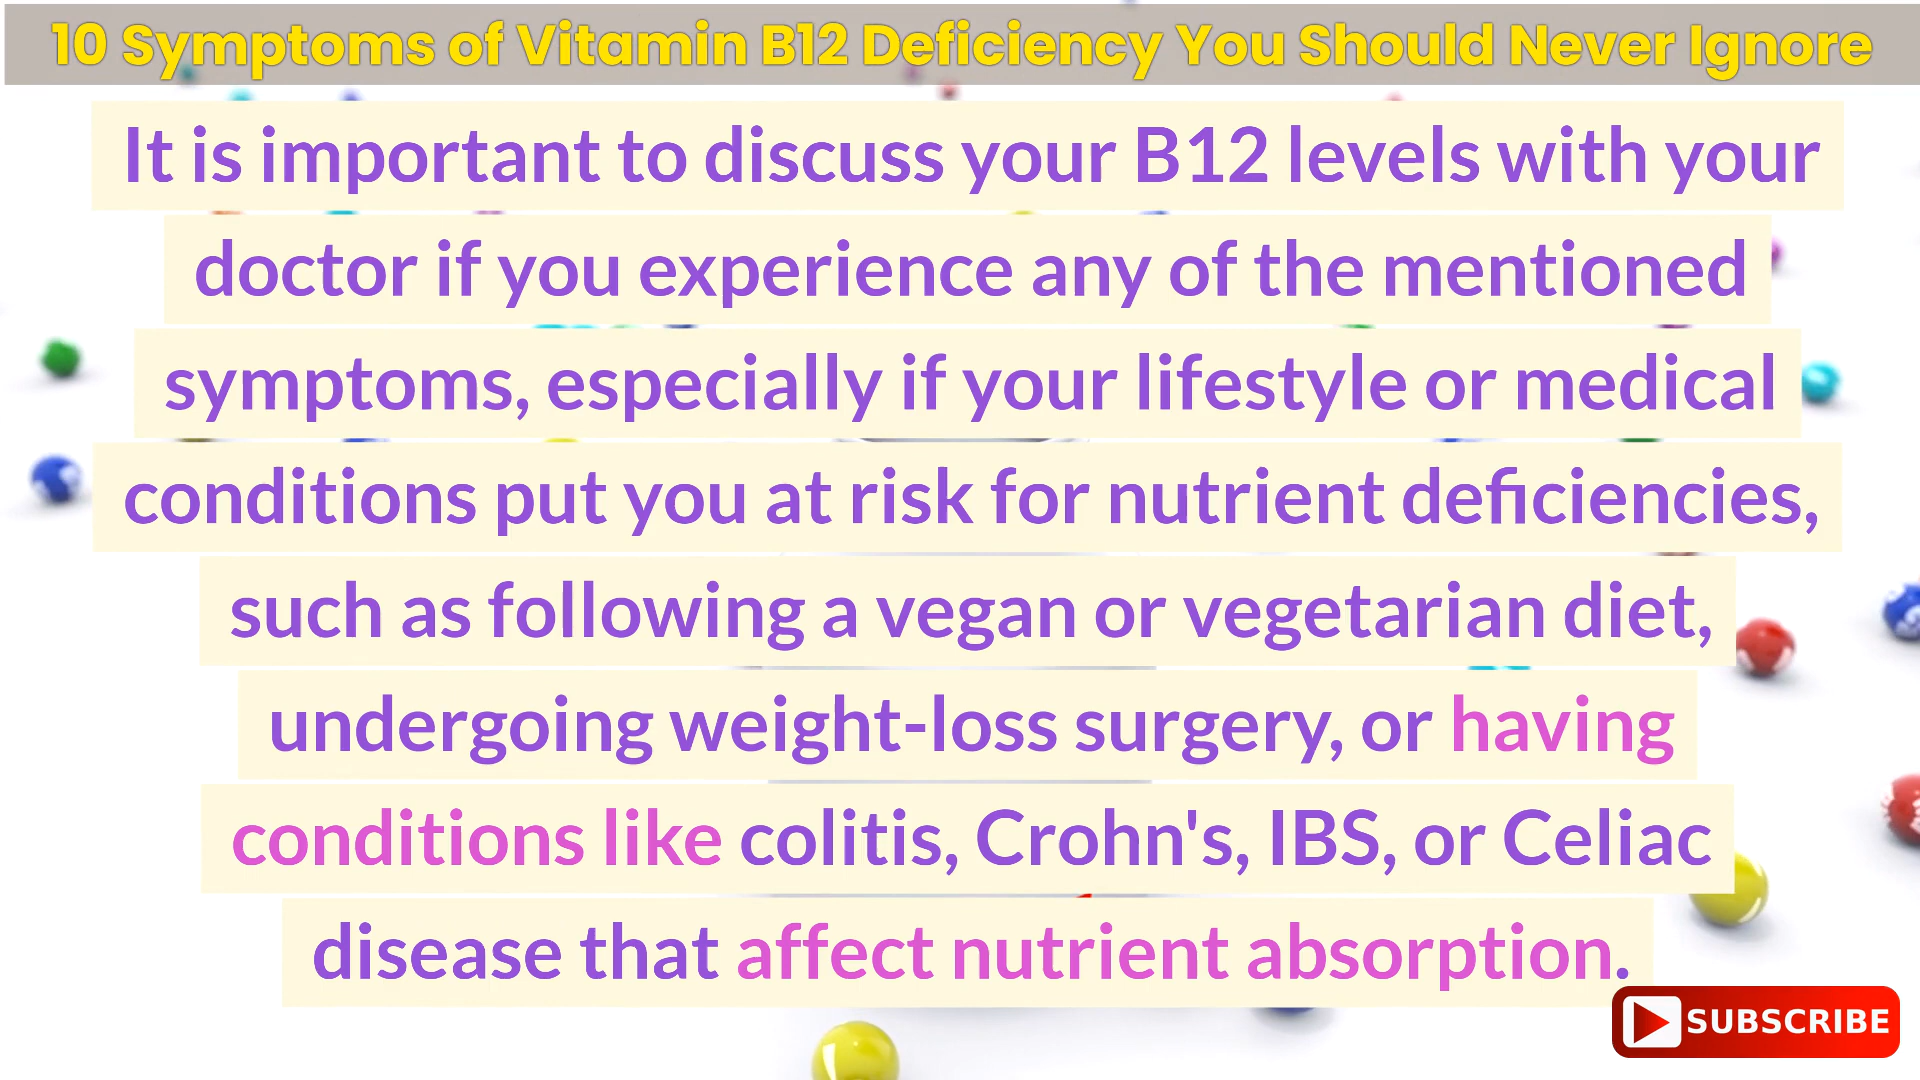 10 Symptoms of Vitamin B12 Deficiency You Should Never Ignore
It is important to discuss your B12 levels with your
doctor if you experience any of the mentioned
symptoms, especially if your lifestyle or medical
conditions put you at risk for nutrient deficiencies,
such as following a vegan or vegetarian diet,
undergoing weight-loss surgery, or having
conditions like colitis, Crohn's, IBS, or Celiac
disease that affect nutrient absorption.
SUBSCRIBE